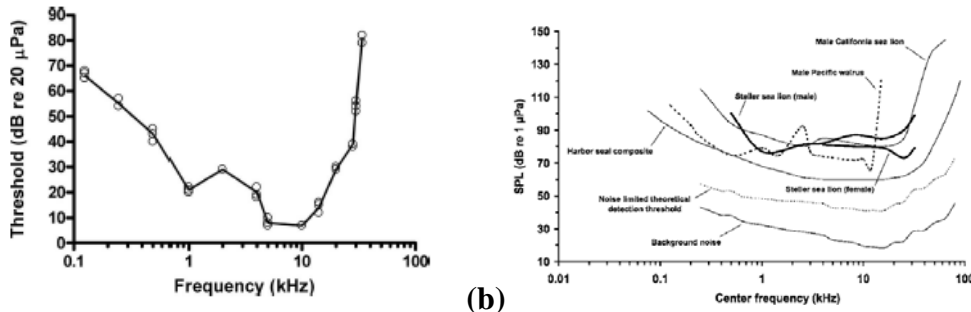 Threshold (dB re 20 μPa)
90
80
70
60
50
40
30
20
10
0
0.1
1
10
100
Frequency (kHz)
(b)
SPL (dB re 1 μPa)
150
130
110
90
70
50
30
10
Male California sea lion
Male Pacific walrus
Steller sea lion (male)
Harbor seal composite
Steller sea lion (female)
Noise limited theoretical
detection threshold
Background noise
0.01
0.1
1
10
100
Center frequency (kHz)